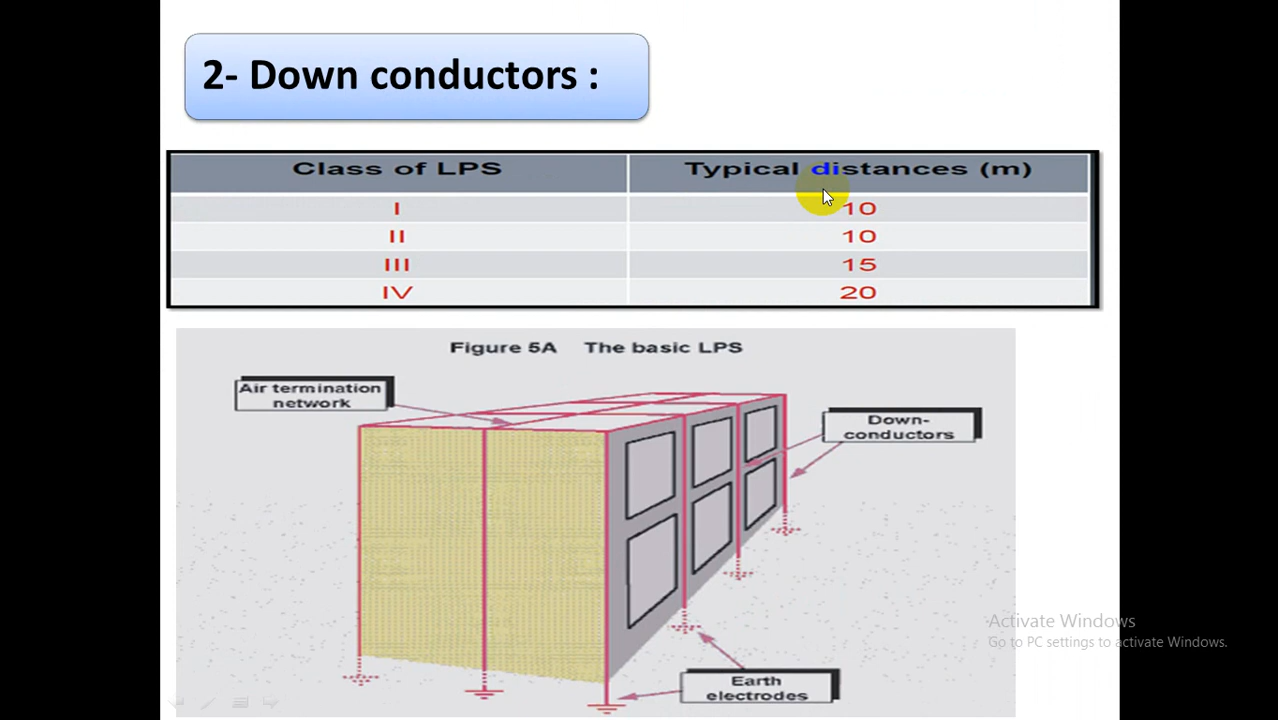 2- Down conductors :
Class of LPS Typical distances (m)
I 10
II 10
III 15
IV 20
Figure 5A The basic LPS
Air termination
network
Down-
conductors
Earth
electrodes
Activate Windows
Go to PC settings to activate Windows.